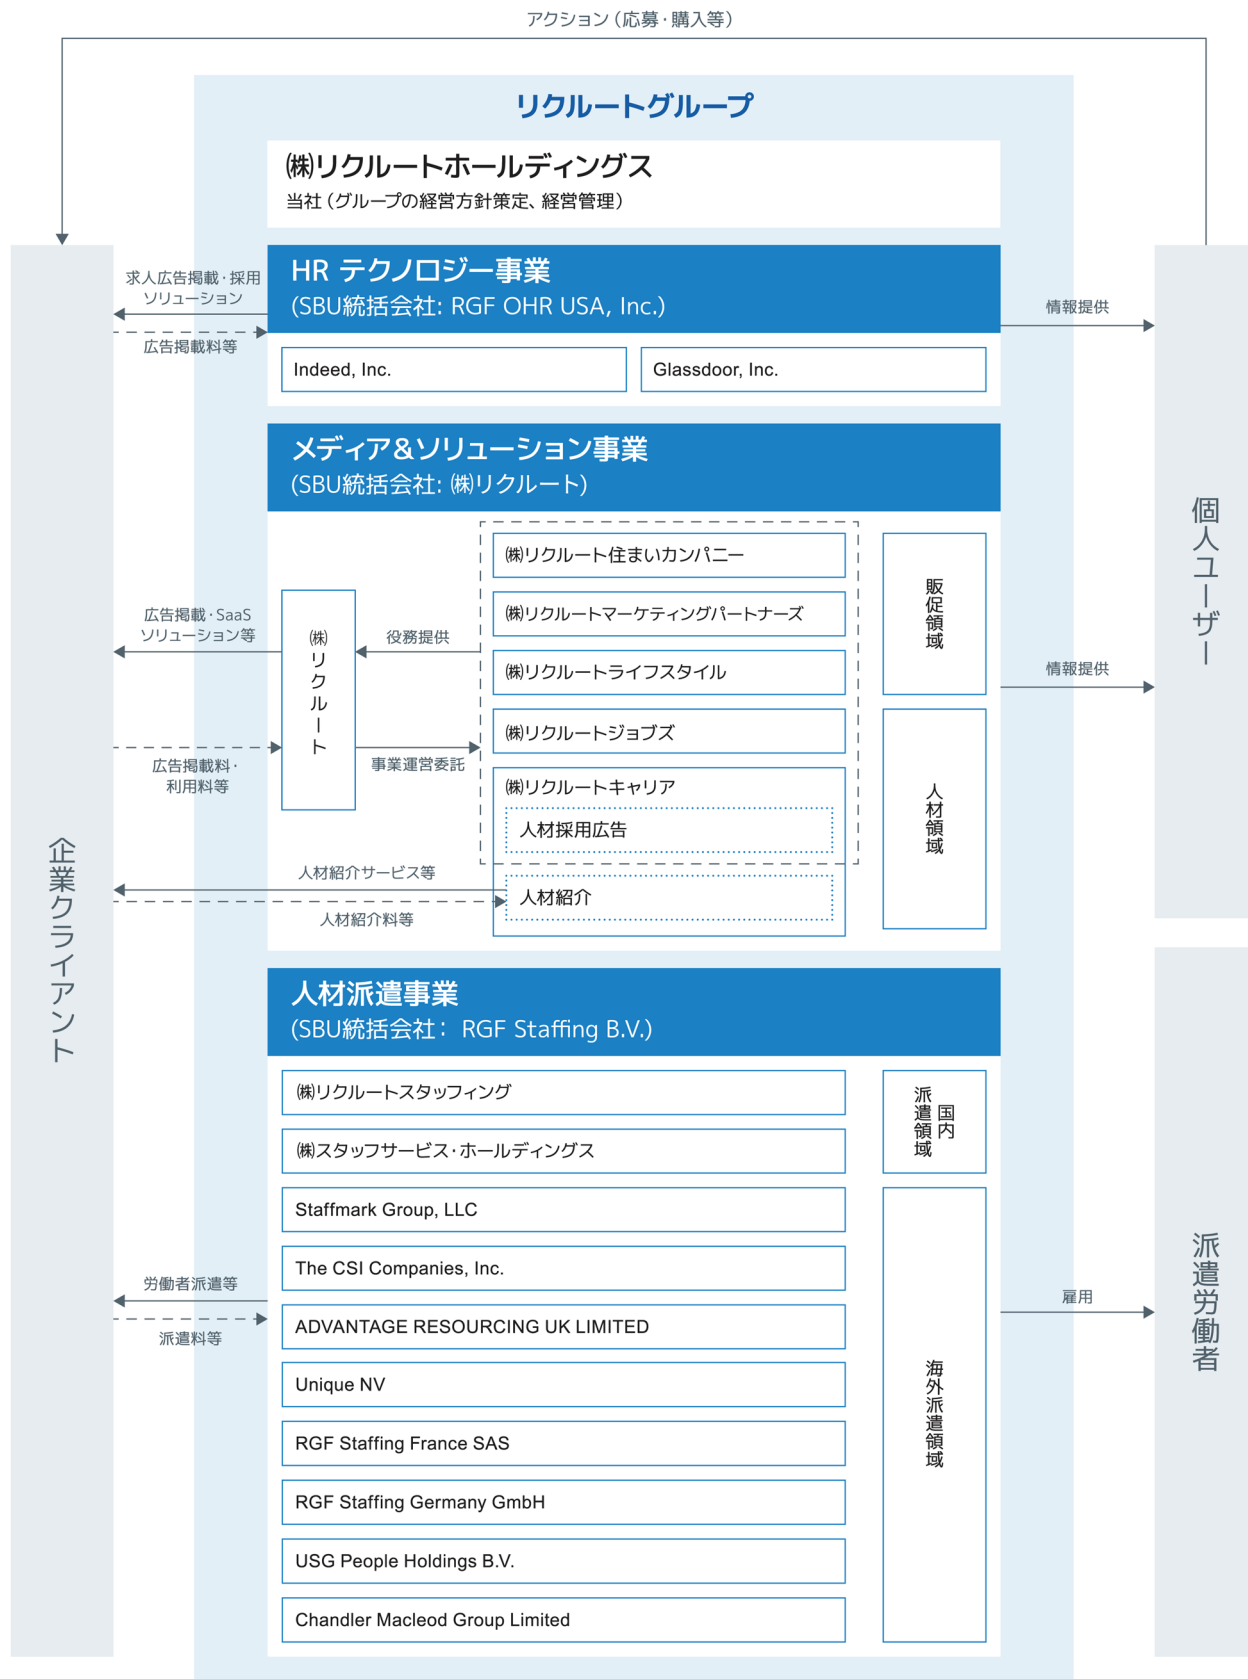 アクション（応募・購入等）
リクルートグループ
㈱リクルートホールディングス
当社（グループの経営方針策定、経営管理）
HR テクノロジー事業
(SBU統括会社: RGF OHR USA, Inc.)
求人広告掲載・採用
ソリューション
広告掲載料等
情報提供
Indeed, Inc.
Glassdoor, Inc.
メディア&ソリューション事業
(SBU統括会社: ㈱リクルート)
㈱リクルート住まいカンパニー
㈱リクルートマーケティングパートナーズ
㈱リクルートライフスタイル
㈱リクルートジョブズ
㈱リクルートキャリア
人材採用広告
人材紹介
販促領域
人材領域
㈱リクルート
役務提供
事業運営委託
広告掲載・SaaS
ソリューション等
広告掲載料・
利用料等
人材紹介サービス等
人材紹介料等
情報提供
個人ユーザー
企業クライアント
人材派遣事業
(SBU統括会社： RGF Staffing B.V.)
㈱リクルートスタッフィング
㈱スタッフサービス・ホールディングス
Staffmark Group, LLC
The CSI Companies, Inc.
ADVANTAGE RESOURCING UK LIMITED
Unique NV
RGF Staffing France SAS
RGF Staffing Germany GmbH
USG People Holdings B.V.
Chandler Macleod Group Limited
国内
派遣領域
海外派遣領域
労働者派遣等
派遣料等
雇用
派遣労働者